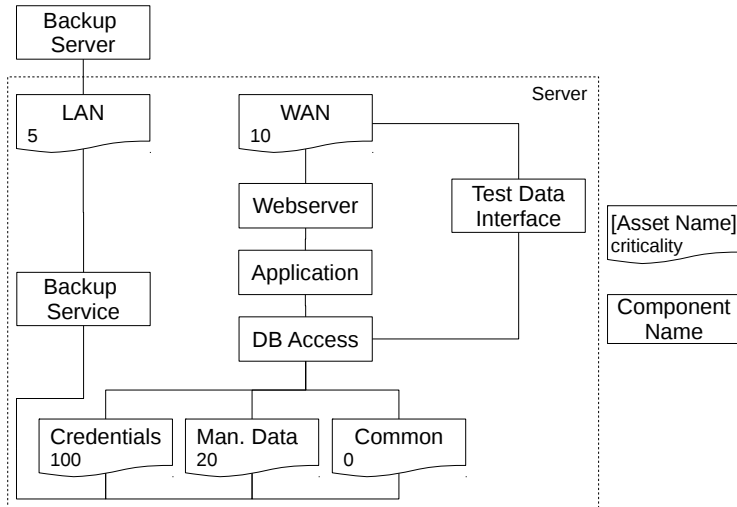 Backup
Server
Server
LAN
5
WAN
10
Webserver
Test Data
Interface
[Asset Name]
criticality
Application
Backup
Service
Component
Name
DB Access
Credentials
100
Man. Data
20
Common
0